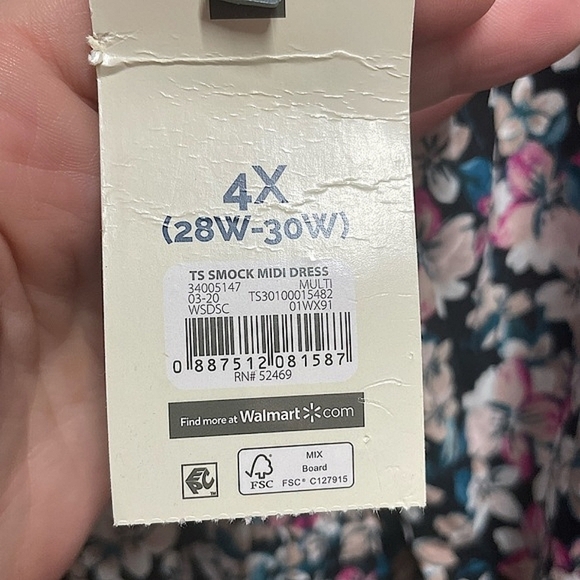 4X
(28W-30W)
TS SMOCK MIDI DRESS
34005147 MULTI
03-20 TS30100015482
WSDSC 01WX91
0 887512 081587
RN# 52469
Find more at Walmart.com
FSC
MIX
Board
FSC® C127915